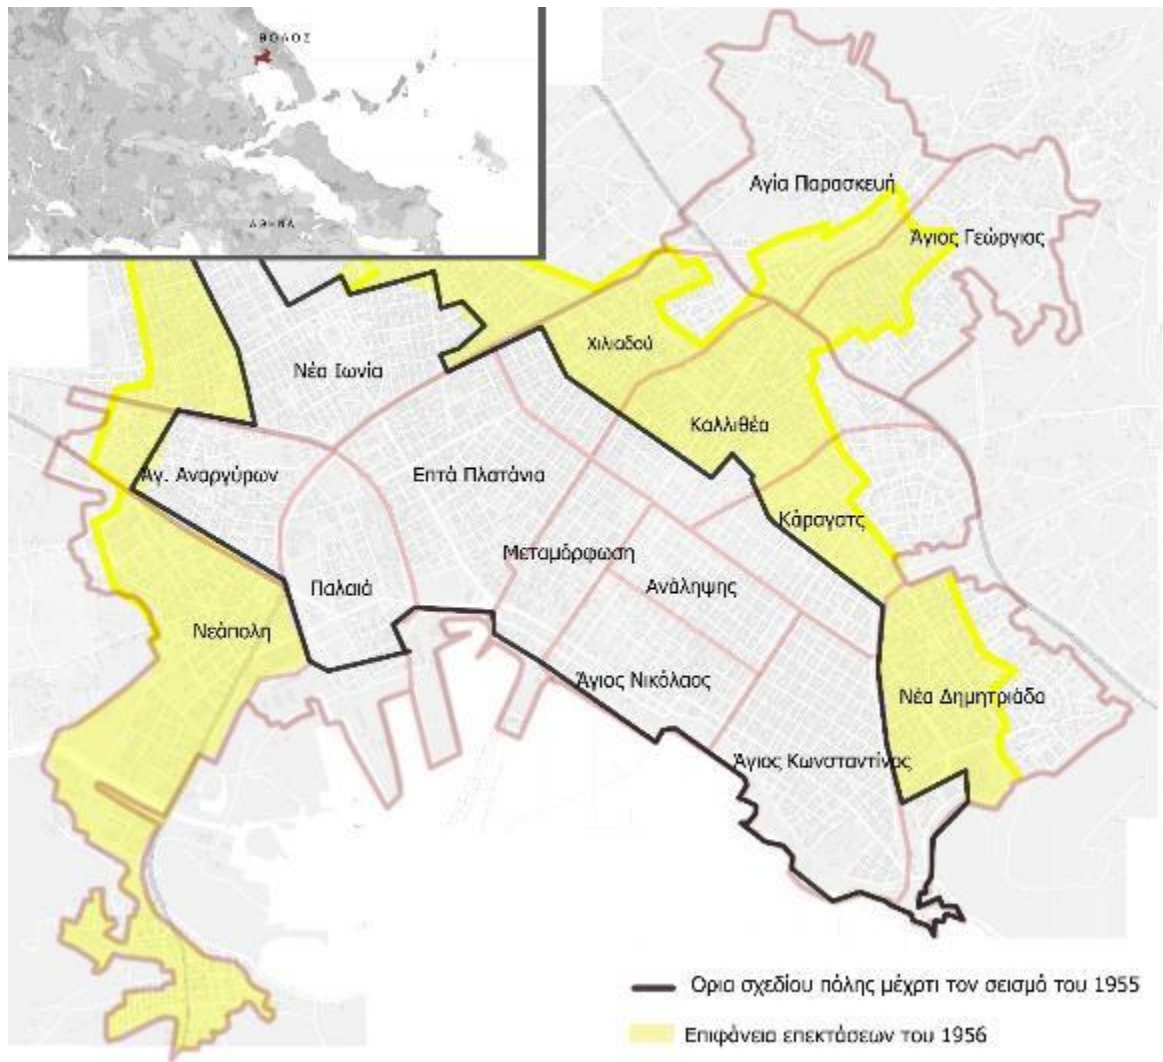 ΒΟΛΟΣ
ΑΘΗΝΑ
Αγία Παρασκευή
Άγιος Γεώργιος
Χιλιαδού
Νέα Ιωνία
Καλλιθέα
Αγ. Αναργύρων
Επτά Πλατάνια
Κάραγατς
Μεταμόρφωση
Ανάληψης
Παλαιά
Νεάπολη
Άγιος Νικόλαος
Νέα Δημητριάδα
Άγιος Κωνσταντίνος
Ορια σχεδίου πόλης μέχρτι τον σεισμό του 1955
Επιφάνεια επεκτάσεων του 1956